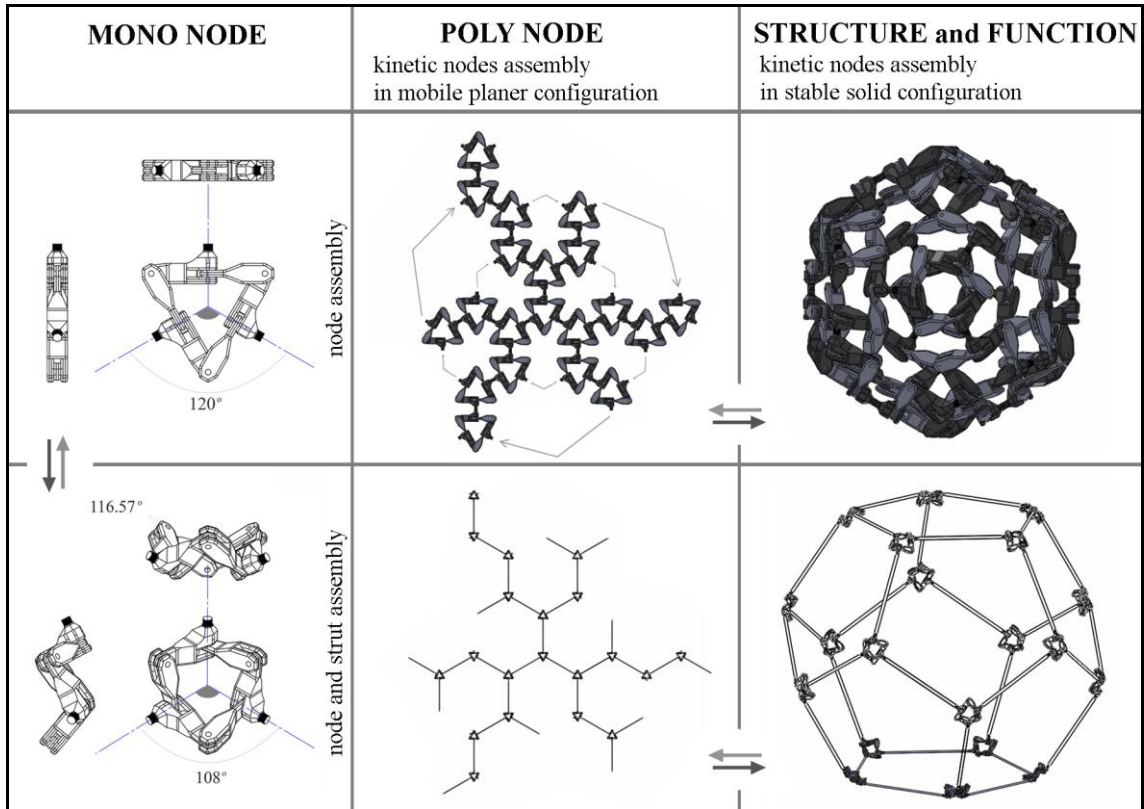 MONO NODE
POLY NODE
kinetic nodes assembly
in mobile planer configuration
STRUCTURE and FUNCTION
kinetic nodes assembly
in stable solid configuration
120°
node assembly
116.57°
108°
node and strut assembly